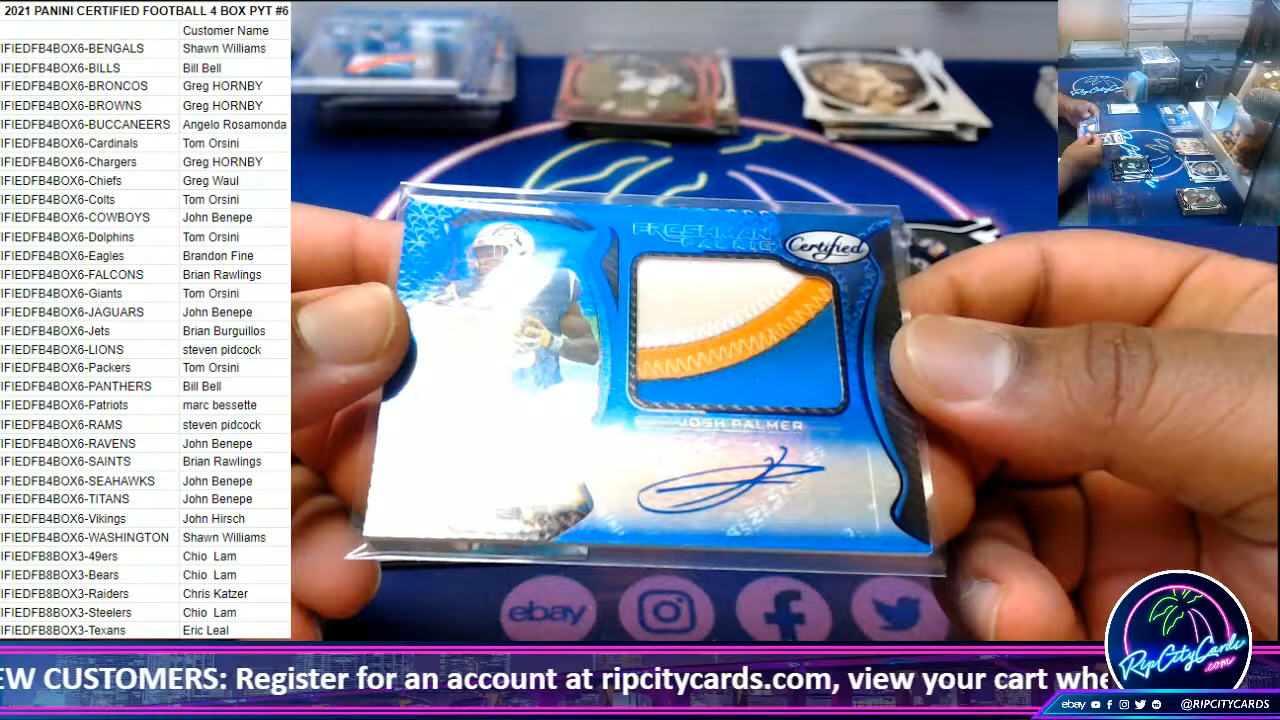 2021 PANINI CERTIFIED FOOTBALL 4 BOX PYT #6
Customer Name
IFIEDFB4BOX6-BENGALS Shawn Williams
IFIEDFB4BOX6-BILLS Bill Bell
IFIEDFB4BOX6-BRONCOS Greg HORNBY
IFIEDFB4BOX6-BROWNS Greg HORNBY
IFIEDFB4BOX6-BUCCANEERS Angelo Rosamonda
IFIEDFB4BOX6-Cardinals Tom Orsini
IFIEDFB4BOX6-Chargers Greg HORNBY
IFIEDFB4BOX6-Chiefs Greg Waul
IFIEDFB4BOX6-Colts Tom Orsini
IFIEDFB4BOX6-COWBOYS John Benepe
IFIEDFB4BOX6-Dolphins Tom Orsini
IFIEDFB4BOX6-Eagles Brandon Fine
IFIEDFB4BOX6-FALCONS Brian Rawlings
IFIEDFB4BOX6-Giants Tom Orsini
IFIEDFB4BOX6-JAGUARS John Benepe
IFIEDFB4BOX6-Jets Brian Burguillos
IFIEDFB4BOX6-LIONS steven pidcock
IFIEDFB4BOX6-Packers Tom Orsini
IFIEDFB4BOX6-PANTHERS Bill Bell
IFIEDFB4BOX6-Patriots marc bessette
IFIEDFB4BOX6-RAMS steven pidcock
IFIEDFB4BOX6-RAVENS John Benepe
IFIEDFB4BOX6-SAINTS Brian Rawlings
IFIEDFB4BOX6-SEAHAWKS John Benepe
IFIEDFB4BOX6-TITANS John Benepe
IFIEDFB4BOX6-Vikings John Hirsch
IFIEDFB4BOX6-WASHINGTON Shawn Williams
IFIEDFB8BOX3-49ers Chio Lam
IFIEDFB8BOX3-Bears Chio Lam
IFIEDFB8BOX3-Raiders Chris Katzer
IFIEDFB8BOX3-Steelers Chio Lam
IFIEDFB8BOX3-Texans Eric Leal
FRESHMAN
FABRIC
Certified
JOSH PALMER
ebay
EW CUSTOMERS: Register for an account at ripcitycards.com, view your cart whe
RipCityCards
.com
ebay @RIPCITYCARDS